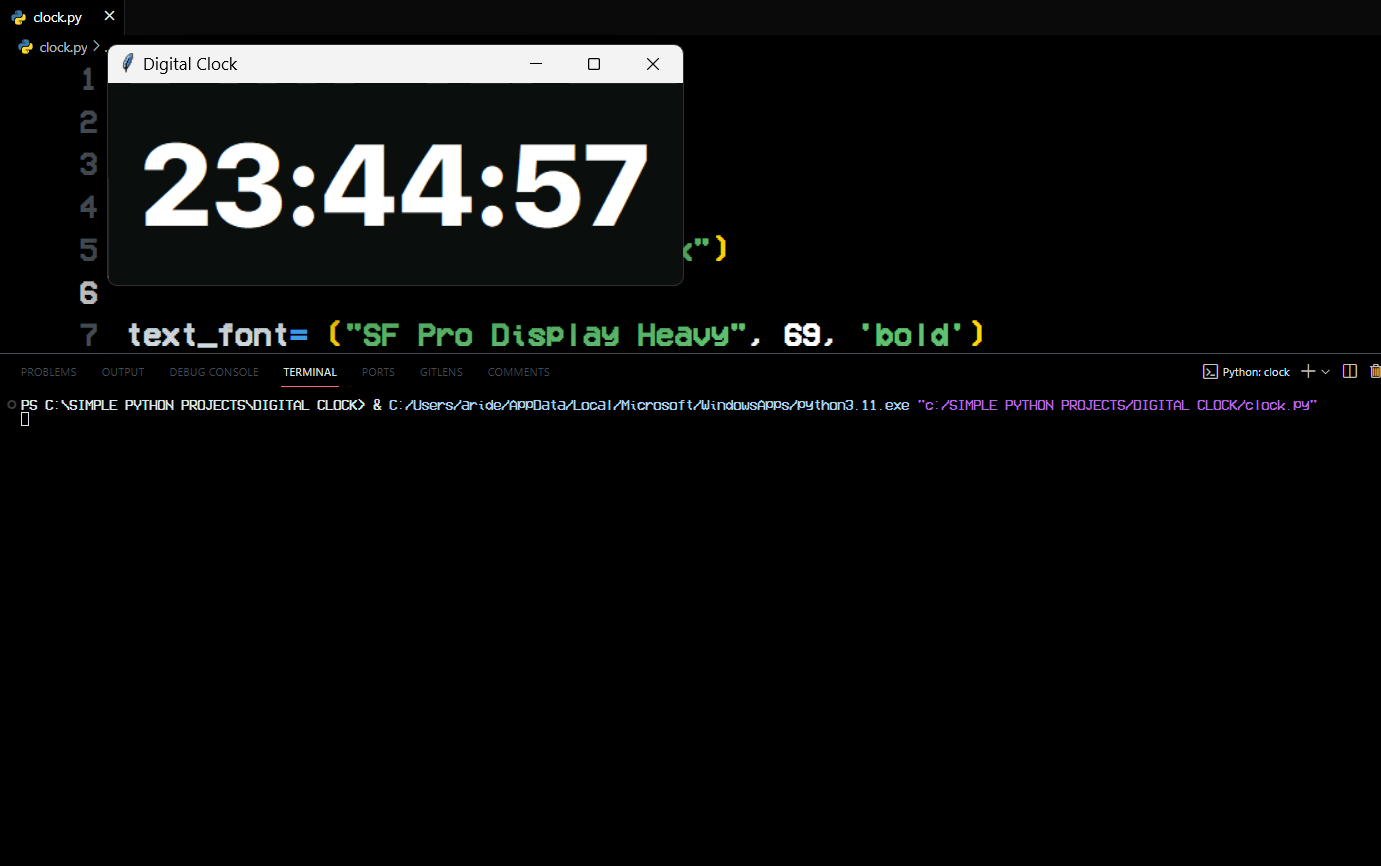 clock.py
clock.py
Digital Clock
23:44:57
1
2
3
4
5 ")
6
7 text_font= ("SF Pro Display Heavy", 69, 'bold')
PROBLEMS OUTPUT DEBUG CONSOLE TERMINAL PORTS GITLENS COMMENTS
Python: clock
PS C:\SIMPLE PYTHON PROJECTS\DIGITAL CLOCK> & C:/Users/aride/AppData/Local/Microsoft/WindowsApps/python3.11.exe "c:/SIMPLE PYTHON PROJECTS/DIGITAL CLOCK/clock.py"